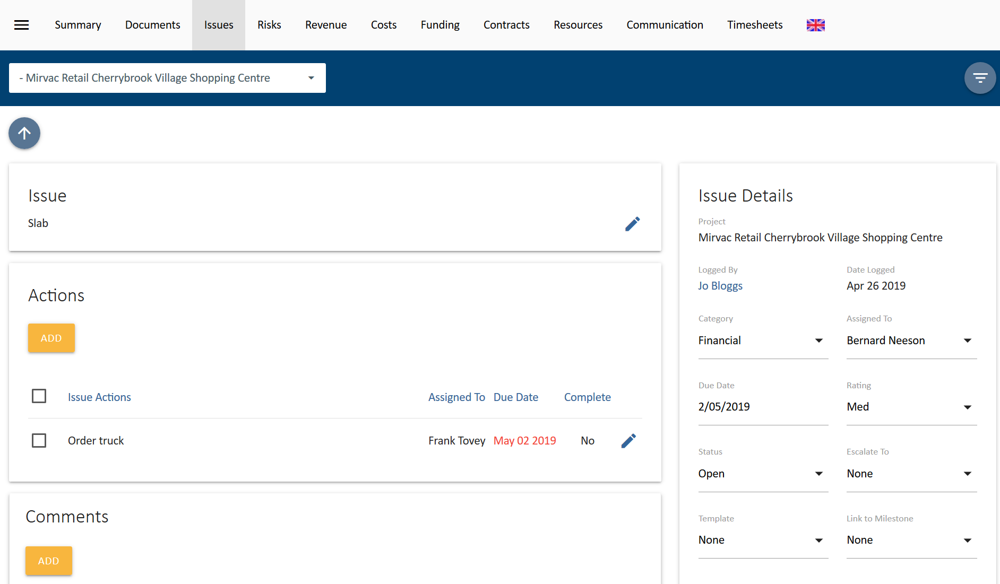 Summary Documents Issues Risks Revenue Costs Funding Contracts Resources Communication Timesheets
- Mirvac Retail Cherrybrook Village Shopping Centre
Issue
Slab
Actions
ADD
Issue Actions Assigned To Due Date Complete
Order truck Frank Tovey May 02 2019 No
Comments
ADD
Issue Details
Project
Mirvac Retail Cherrybrook Village Shopping Centre
Logged By Date Logged
Jo Bloggs Apr 26 2019
Category Assigned To
Financial Bernard Neeson
Due Date Rating
2/05/2019 Med
Status Escalate To
Open None
Template Link to Milestone
None None